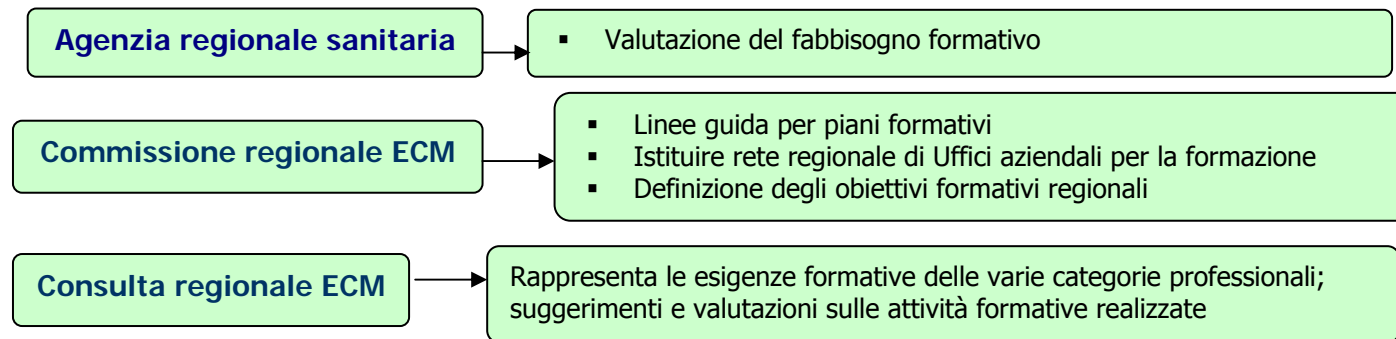 Agenzia regionale sanitaria
▪ Valutazione del fabbisogno formativo
Commissione regionale ECM
▪ Linee guida per piani formativi
▪ Istituire rete regionale di Uffici aziendali per la formazione
▪ Definizione degli obiettivi formativi regionali
Consulta regionale ECM
Rappresenta le esigenze formative delle varie categorie professionali;
suggerimenti e valutazioni sulle attività formative realizzate